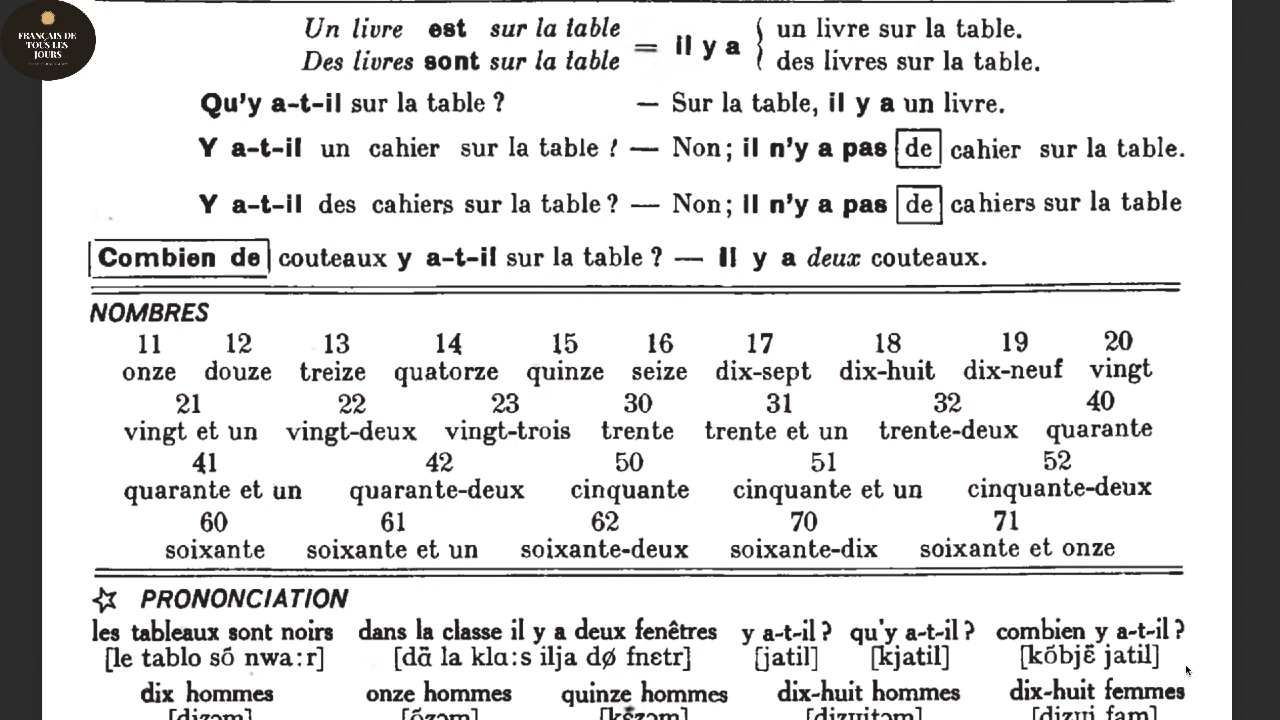 FRANÇAIS DE
TOUS LES
JOURS
Un livre est sur la table = il y a { un livre sur la table.
Des livres sont sur la table des livres sur la table.
Qu'y a-t-il sur la table ? — Sur la table, il y a un livre.
Y a-t-il un cahier sur la table ? — Non; il n'y a pas de cahier sur la table.
Y a-t-il des cahiers sur la table ? — Non; il n'y a pas de cahiers sur la table
Combien de couteaux y a-t-il sur la table ? — Il y a deux couteaux.
NOMBRES
11 12 13 14 15 16 17 18 19 20
onze douze treize quatorze quinze seize dix-sept dix-huit dix-neuf vingt
21 22 23 30 31 32 40
vingt et un vingt-deux vingt-trois trente trente et un trente-deux quarante
41 42 50 51 52
quarante et un quarante-deux cinquante cinquante et un cinquante-deux
60 61 62 70 71
soixante soixante et un soixante-deux soixante-dix soixante et onze
☆ PRONONCIATION
les tableaux sont noirs dans la classe il y a deux fenêtres y a-t-il ? qu'y a-t-il ? combien y a-t-il ?
[le tablo sõ nwa:r] [dɑ̃ la klɑ:s ilja dø fnɛtr] [jatil] [kjatil] [kõbjɛ̃ jatil]
dix hommes onze hommes quinze hommes dix-huit hommes dix-huit femmes